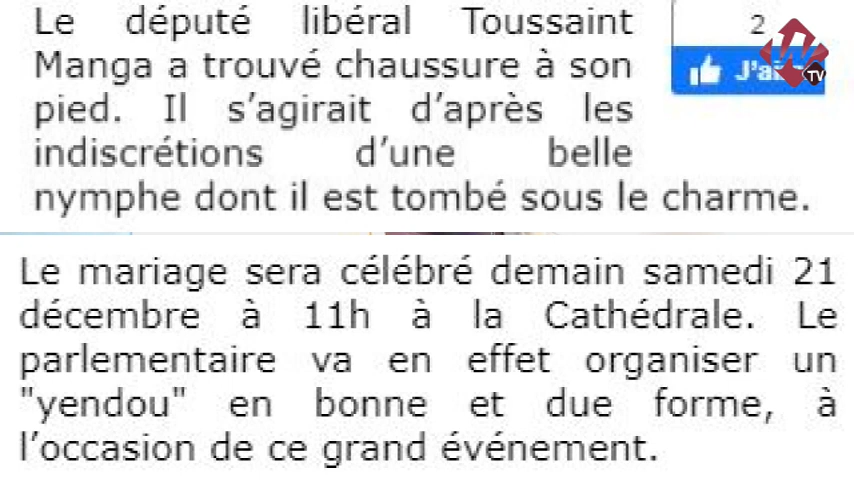 Le député libéral Toussaint
Manga a trouvé chaussure à son
pied. Il s’agirait d’après les
indiscrétions d’une belle
nymphe dont il est tombé sous le charme.
2
W
TV
Le mariage sera célébré demain samedi 21
décembre à 11h à la Cathédrale. Le
parlementaire va en effet organiser un
"yendou" en bonne et due forme, à
l’occasion de ce grand événement.